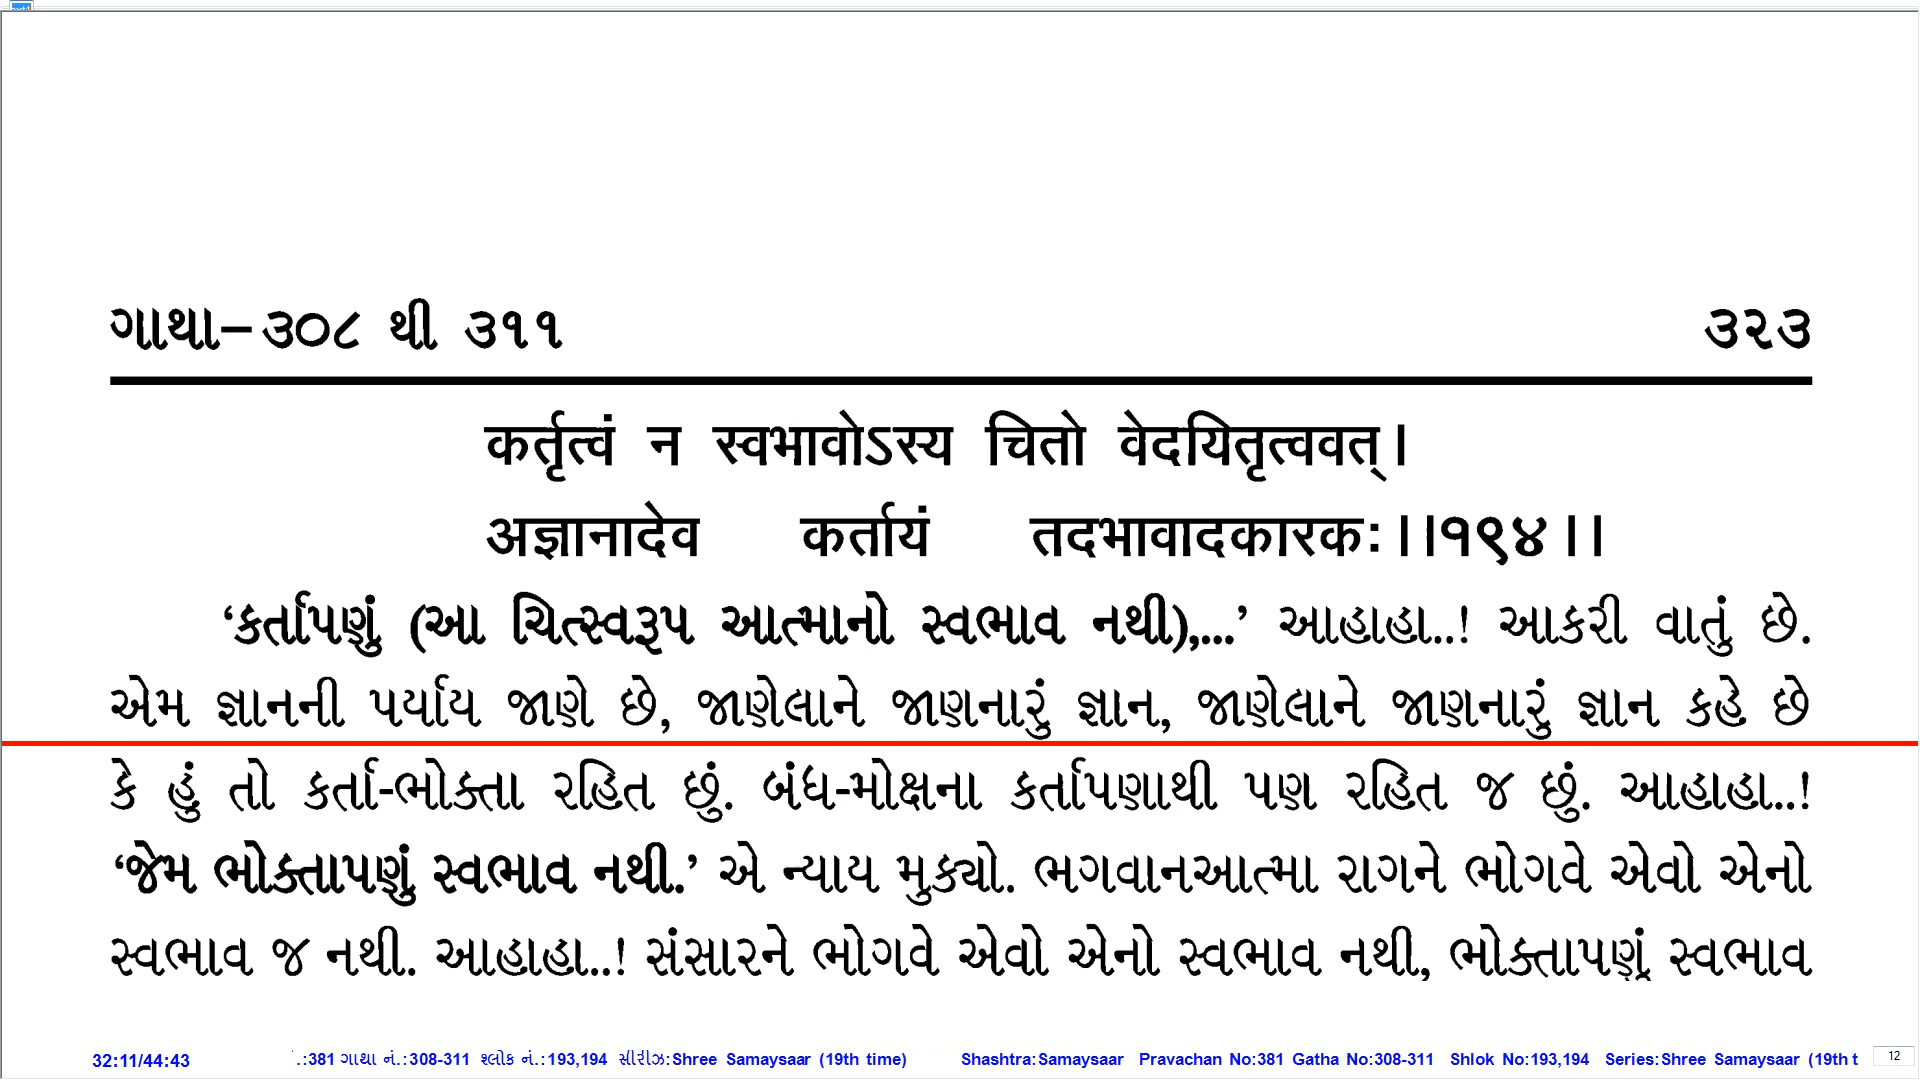 ગાથા–૩૦૮ થી ૩૧૧ ૩૨૩
कर्तृत्वं न स्वभावोऽस्य चितो वेदयितृत्ववत्।
अज्ञानादेव कर्तायं तदभावादकारकः।।१९४।।
‘કર્તાપણું (આ ચિત્સ્વરૂપ આત્માનો સ્વભાવ નથી),...’ આહાહા..! આકરી વાતું છે.
એમ જ્ઞાનની પર્યાય જાણે છે, જાણેલાને જાણનારું જ્ઞાન, જાણેલાને જાણનારું જ્ઞાન કહે છે
કે હું તો કર્તા-ભોક્તા રહિત છું. બંધ-મોક્ષના કર્તાપણાથી પણ રહિત જ છું. આહાહા..!
‘જેમ ભોક્તાપણું સ્વભાવ નથી.’ એ ન્યાય મુક્યો. ભગવાનઆત્મા રાગને ભોગવે એવો એનો
સ્વભાવ જ નથી. આહાહા..! સંસારને ભોગવે એવો એનો સ્વભાવ નથી, ભોક્તાપણું સ્વભાવ
32:11/44:43 .:381 ગાથા નં.:308-311 શ્લોક નં.:193,194 સીરીઝ:Shree Samaysaar (19th time) Shashtra:Samaysaar Pravachan No:381 Gatha No:308-311 Shlok No:193,194 Series:Shree Samaysaar (19th t 12